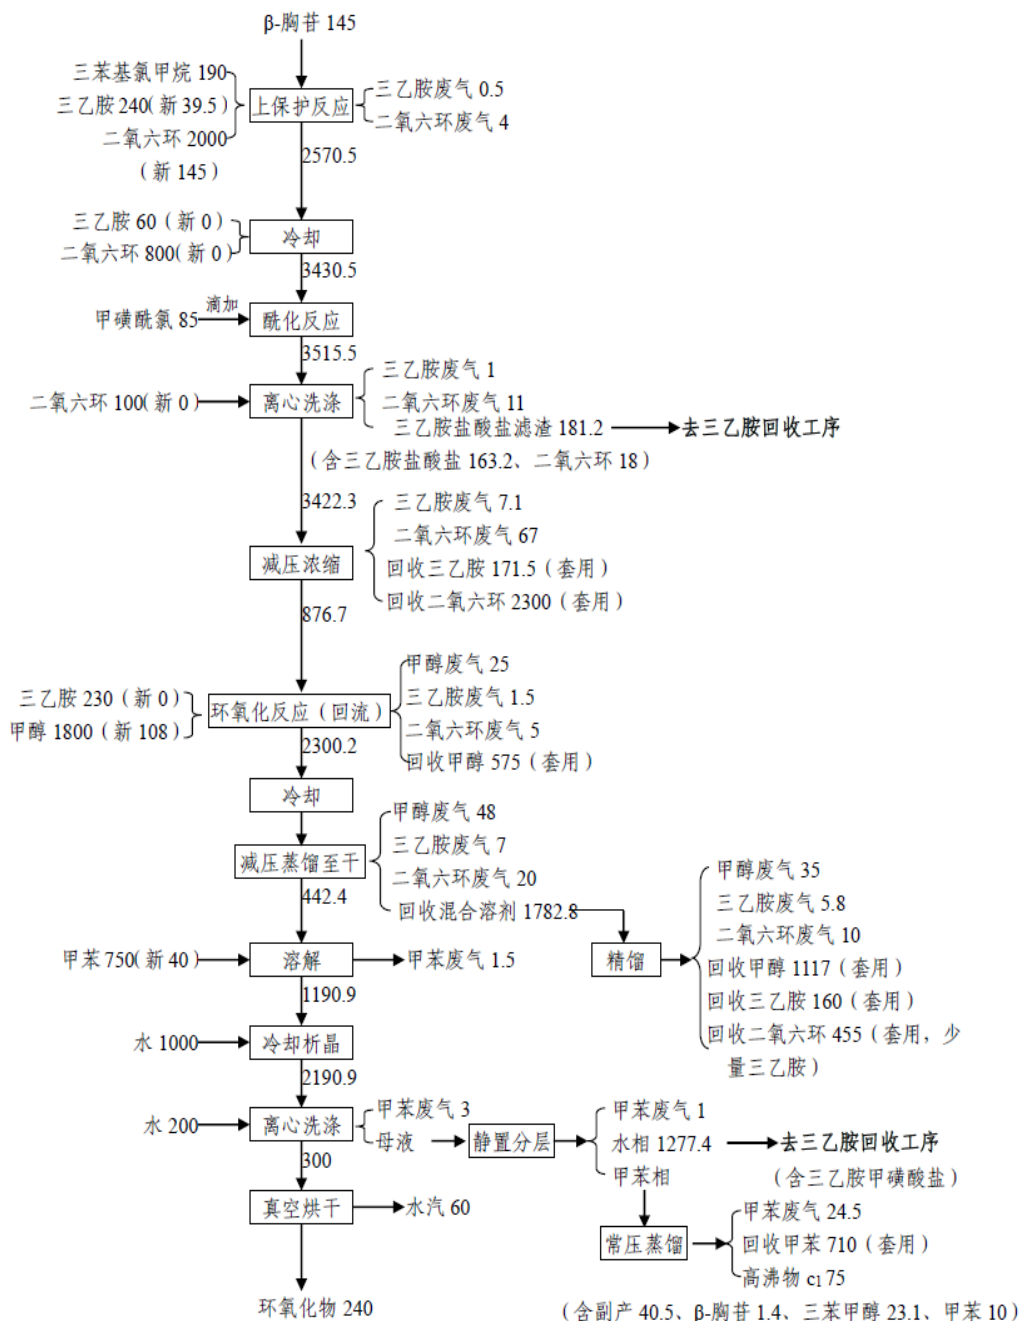 β-胸苷 145
三苯基氯甲烷 190
三乙胺 240(新 39.5)
二氧六环 2000
（新 145）
上保护反应
三乙胺废气 0.5
二氧六环废气 4
2570.5
三乙胺 60（新 0）
二氧六环 800(新 0)
冷却
3430.5
甲磺酰氯 85
滴加
酰化反应
3515.5
二氧六环 100(新 0)
离心洗涤
三乙胺废气 1
二氧六环废气 11
三乙胺盐酸盐滤渣 181.2
去三乙胺回收工序
（含三乙胺盐酸盐 163.2、二氧六环 18）
3422.3
减压浓缩
三乙胺废气 7.1
二氧六环废气 67
回收三乙胺 171.5（套用）
回收二氧六环 2300（套用）
876.7
三乙胺 230（新 0）
甲醇 1800（新 108）
环氧化反应（回流）
甲醇废气 25
三乙胺废气 1.5
二氧六环废气 5
回收甲醇 575（套用）
2300.2
冷却
减压蒸馏至干
甲醇废气 48
三乙胺废气 7
二氧六环废气 20
回收混合溶剂 1782.8
442.4
精馏
甲醇废气 35
三乙胺废气 5.8
二氧六环废气 10
回收甲醇 1117（套用）
回收三乙胺 160（套用）
回收二氧六环 455（套用，少
量三乙胺）
甲苯 750(新 40)
溶解
甲苯废气 1.5
1190.9
水 1000
冷却析晶
2190.9
水 200
离心洗涤
甲苯废气 3
母液
静置分层
甲苯废气 1
水相 1277.4
去三乙胺回收工序
（含三乙胺甲磺酸盐）
甲苯相
300
真空烘干
水汽 60
常压蒸馏
甲苯废气 24.5
回收甲苯 710（套用）
高沸物 c₁ 75
（含副产 40.5、β-胸苷 1.4、三苯甲醇 23.1、甲苯 10）
环氧化物 240